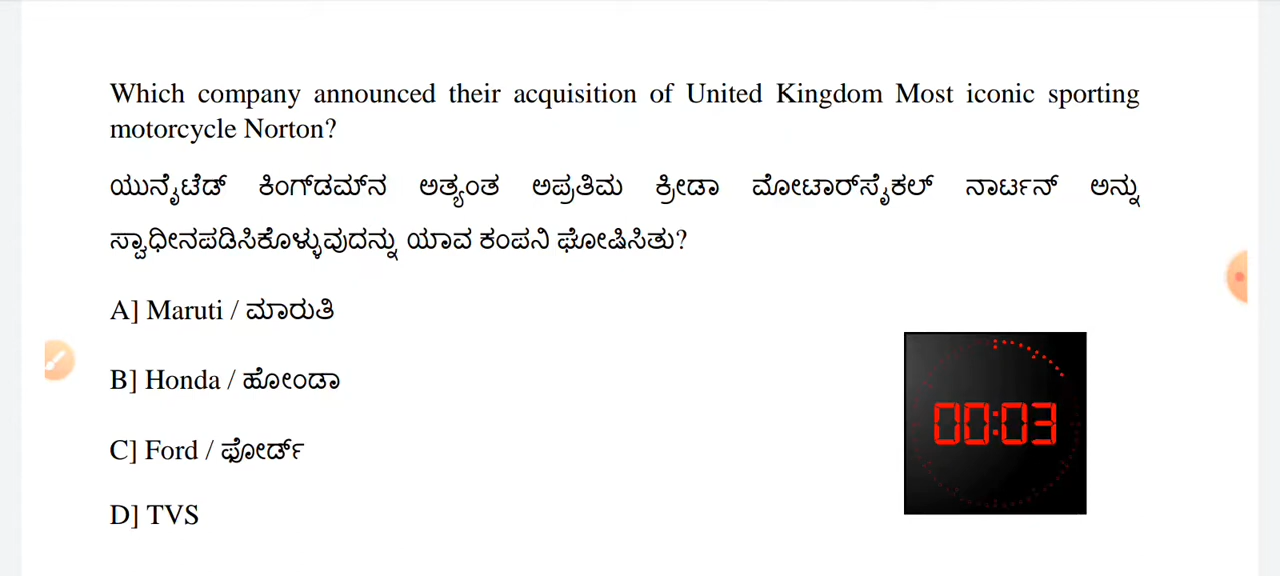 Which company announced their acquisition of United Kingdom Most iconic sporting
motorcycle Norton?
ಯುನೈಟೆಡ್ ಕಿಂಗ್‌ಡಮ್‌ನ ಅತ್ಯಂತ ಅಪ್ರತಿಮ ಕ್ರೀಡಾ ಮೋಟಾರ್‌ಸೈಕಲ್ ನಾರ್ಟನ್ ಅನ್ನು
ಸ್ವಾಧೀನಪಡಿಸಿಕೊಳ್ಳುವುದನ್ನು ಯಾವ ಕಂಪನಿ ಘೋಷಿಸಿತು?
A] Maruti / ಮಾರುತಿ
B] Honda / ಹೋಂಡಾ
C] Ford / ಫೋರ್ಡ್
00:03
D] TVS